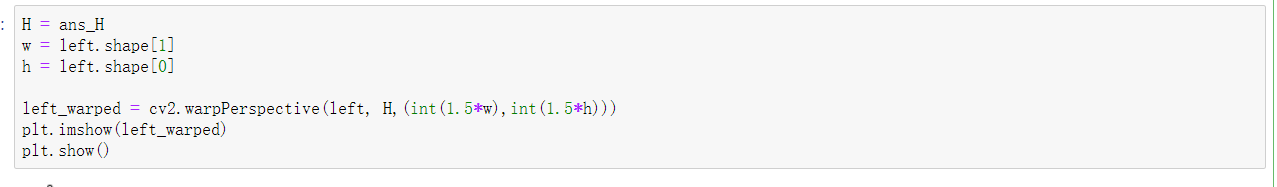 :
H = ans_H
w = left.shape[1]
h = left.shape[0]
left_warped = cv2.warpPerspective(left, H,(int(1.5*w),int(1.5*h)))
plt.imshow(left_warped)
plt.show()